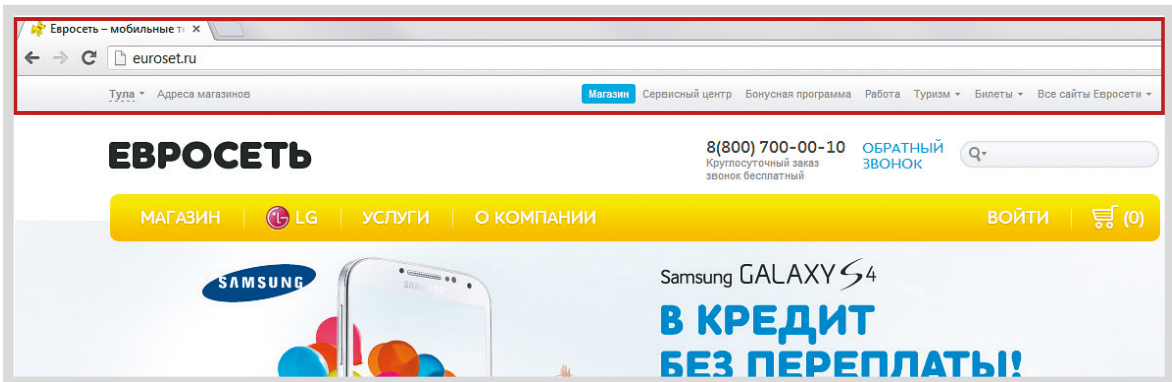 Евросеть – мобильные т
euroset.ru
Тула Адреса магазинов Магазин Сервисный центр Бонусная программа Работа Туризм Билеты Все сайты Евросети
ЕВРОСЕТЬ
8(800) 700-00-10
Круглосуточный заказ
звонок бесплатный
ОБРАТНЫЙ
ЗВОНОК
МАГАЗИН LG УСЛУГИ О КОМПАНИИ ВОЙТИ (0)
SAMSUNG
SAMSUNG
Samsung GALAXY S4
В КРЕДИТ
БЕЗ ПЕРЕПЛАТЫ!